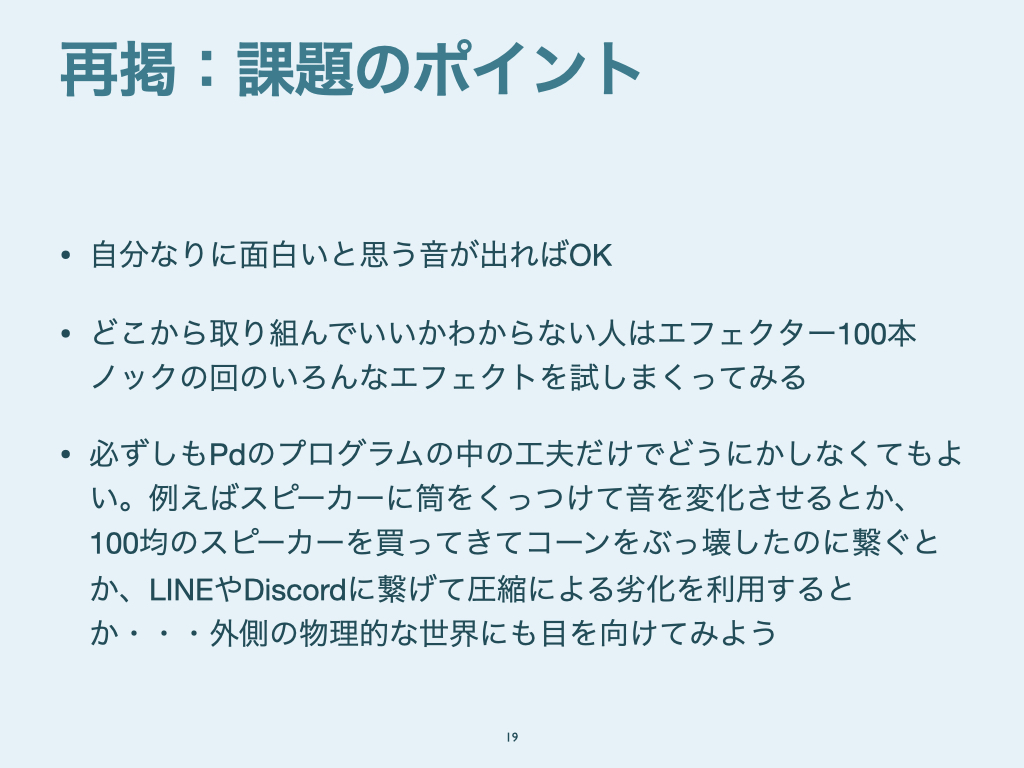 再掲：課題のポイント
• 自分なりに面白いと思う音が出ればOK
• どこから取り組んでいいかわからない人はエフェクター100本
ノックの回のいろんなエフェクトを試しまくってみる
• 必ずしもPdのプログラムの中の工夫だけでどうにかしなくてもよ
い。例えばスピーカーに筒をくっつけて音を変化させるとか、
100均のスピーカーを買ってきてコーンをぶっ壊したのに繋ぐと
か、LINEやDiscordに繋げて圧縮による劣化を利用すると
か・・・外側の物理的な世界にも目を向けてみよう
19